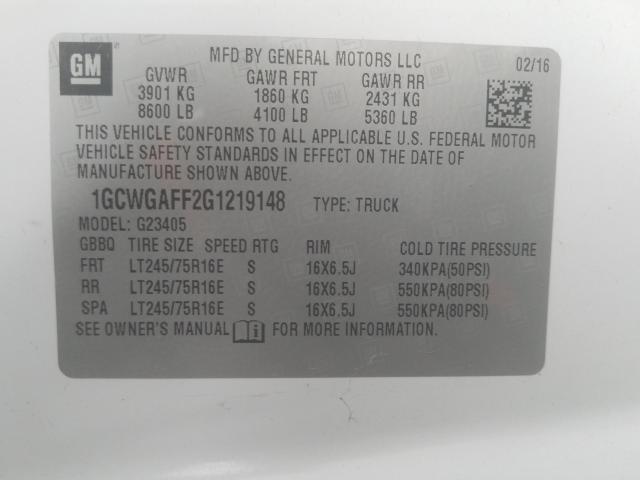 GM
MFD BY GENERAL MOTORS LLC 02/16
GVWR GAWR FRT GAWR RR
3901 KG 1860 KG 2431 KG
8600 LB 4100 LB 5360 LB
THIS VEHICLE CONFORMS TO ALL APPLICABLE U.S. FEDERAL MOTOR
VEHICLE SAFETY STANDARDS IN EFFECT ON THE DATE OF
MANUFACTURE SHOWN ABOVE.
1GCWGAFF2G1219148 TYPE: TRUCK
MODEL: G23405
GBBQ TIRE SIZE SPEED RTG RIM COLD TIRE PRESSURE
FRT LT245/75R16E S 16X6.5J 340KPA(50PSI)
RR LT245/75R16E S 16X6.5J 550KPA(80PSI)
SPA LT245/75R16E S 16X6.5J 550KPA(80PSI)
SEE OWNER'S MANUAL FOR MORE INFORMATION.